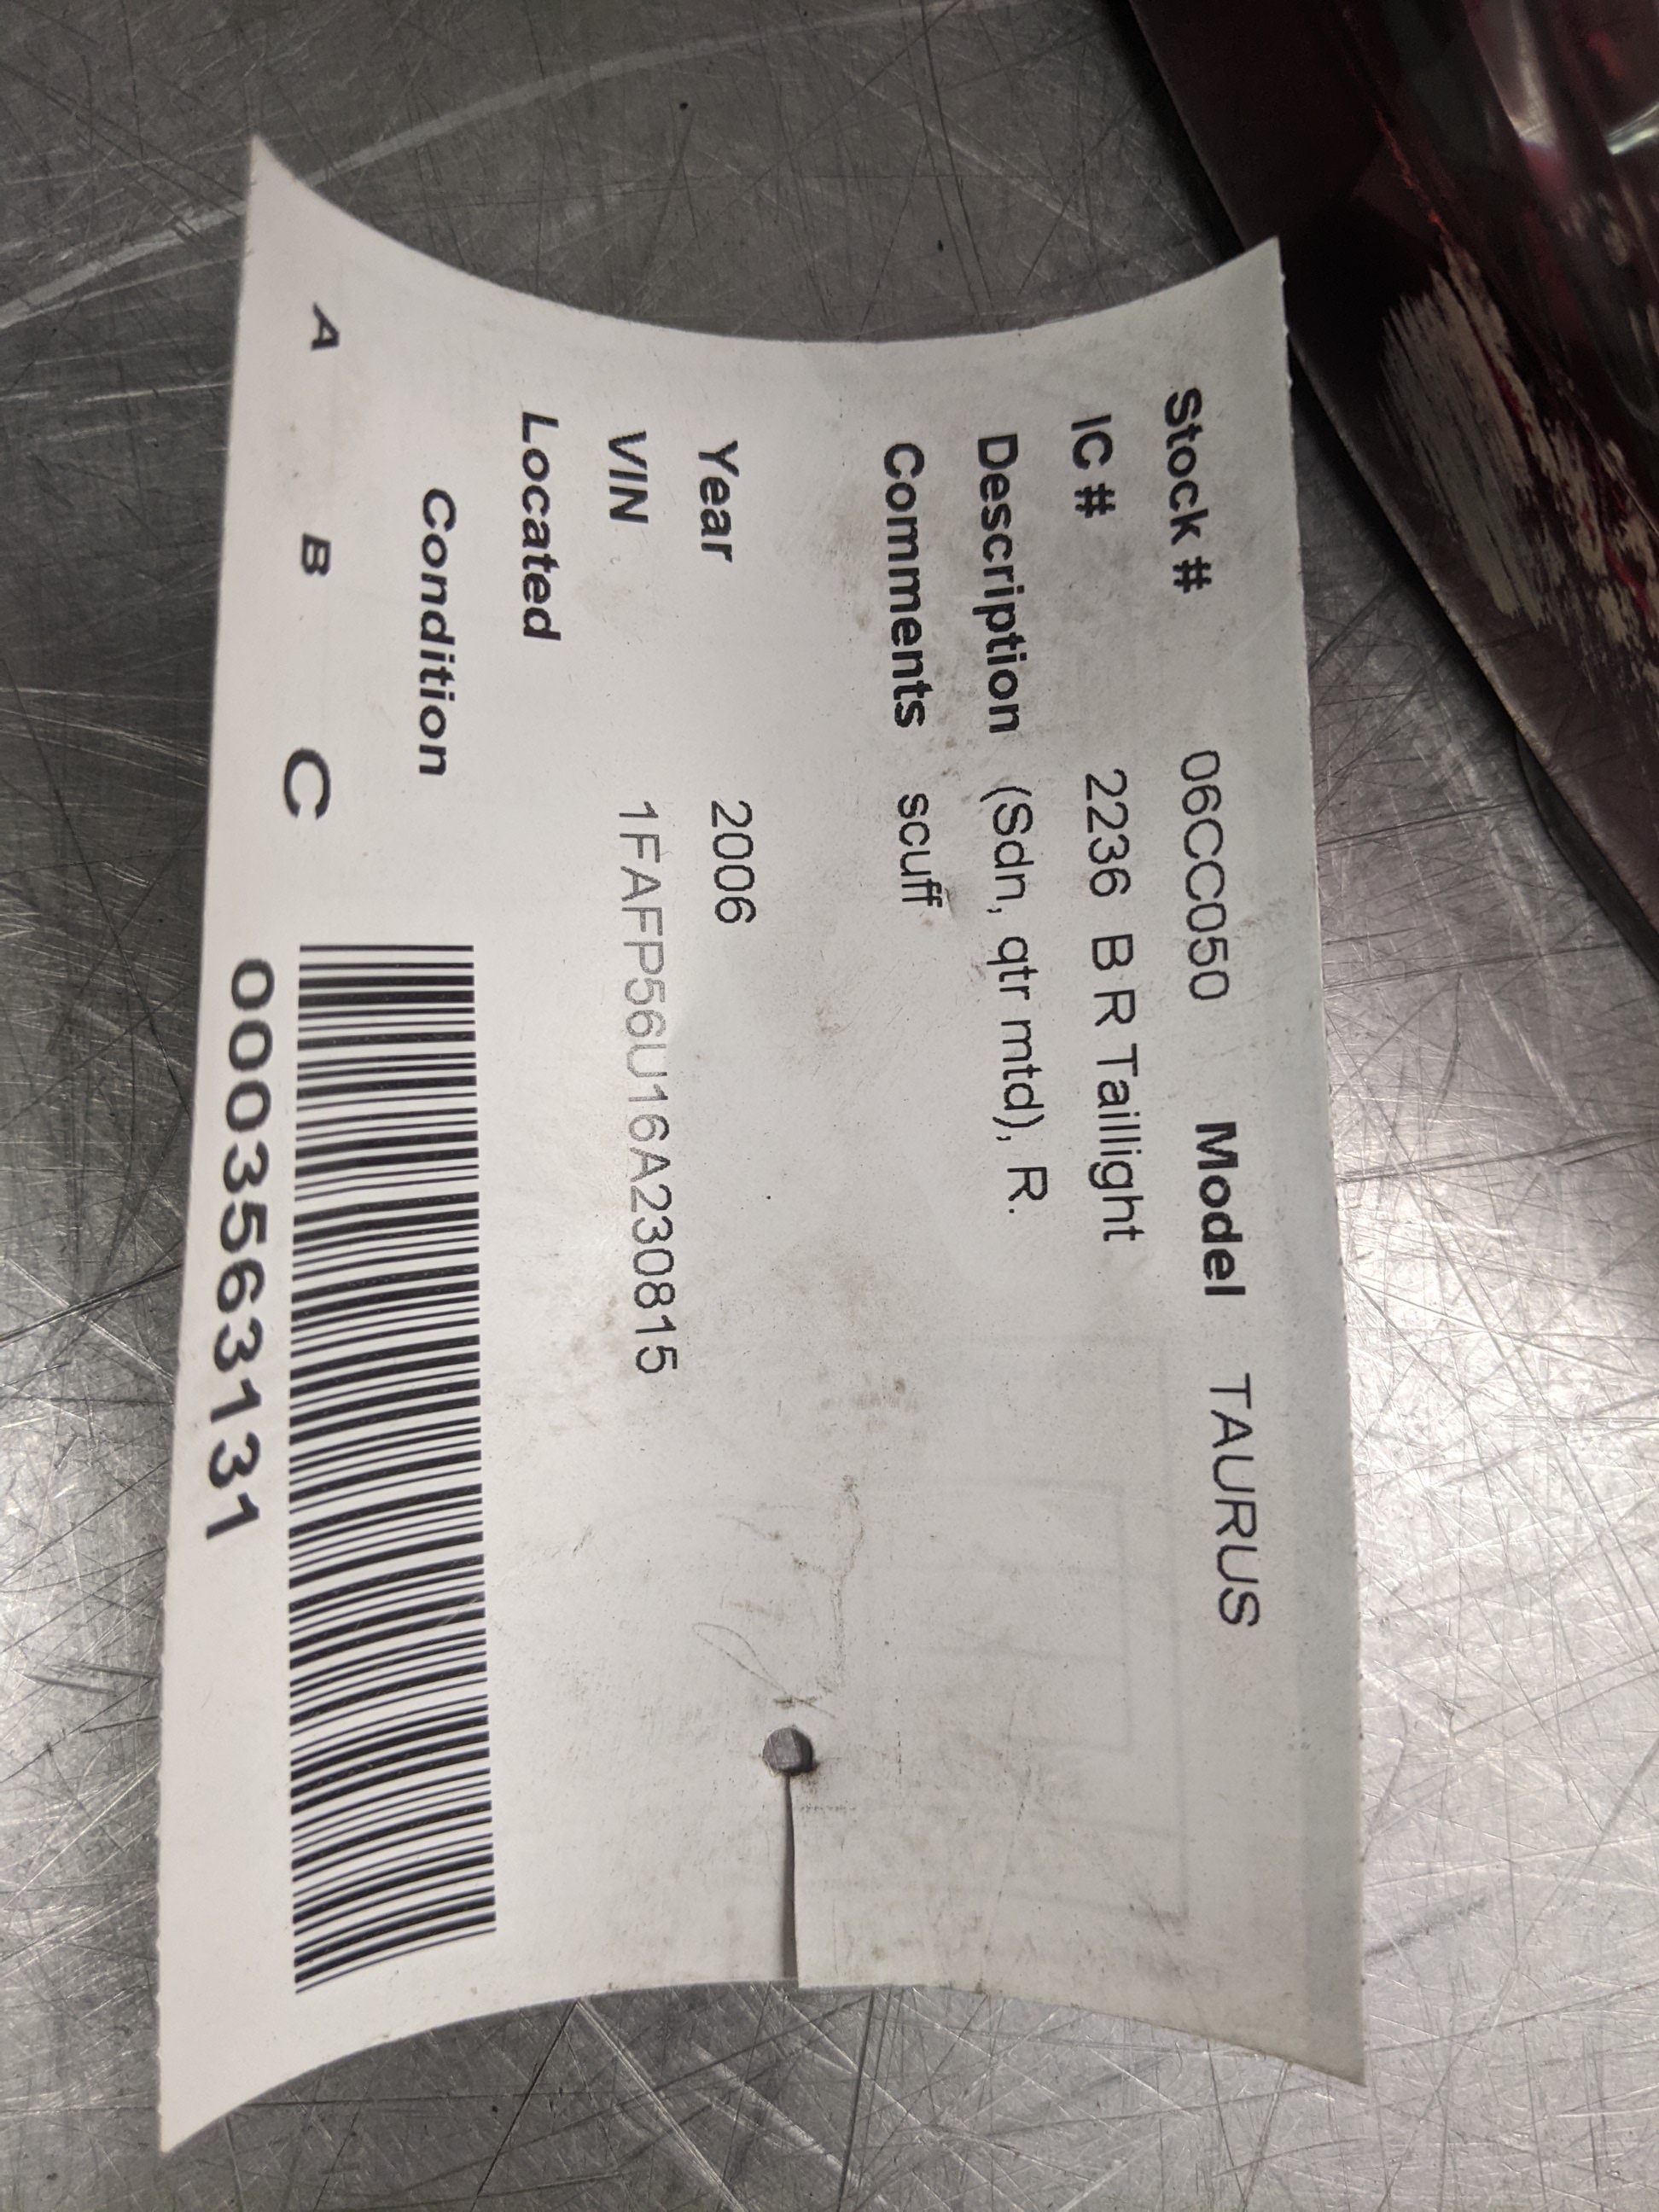 Stock # 06CC050 Model TAURUS
IC # 2236 B R Taillight
Description (Sdn, qtr mtd), R.
Comments scuff
Year 2006
VIN 1FAFP56U16A230815
Located
Condition
A B C
0003563131